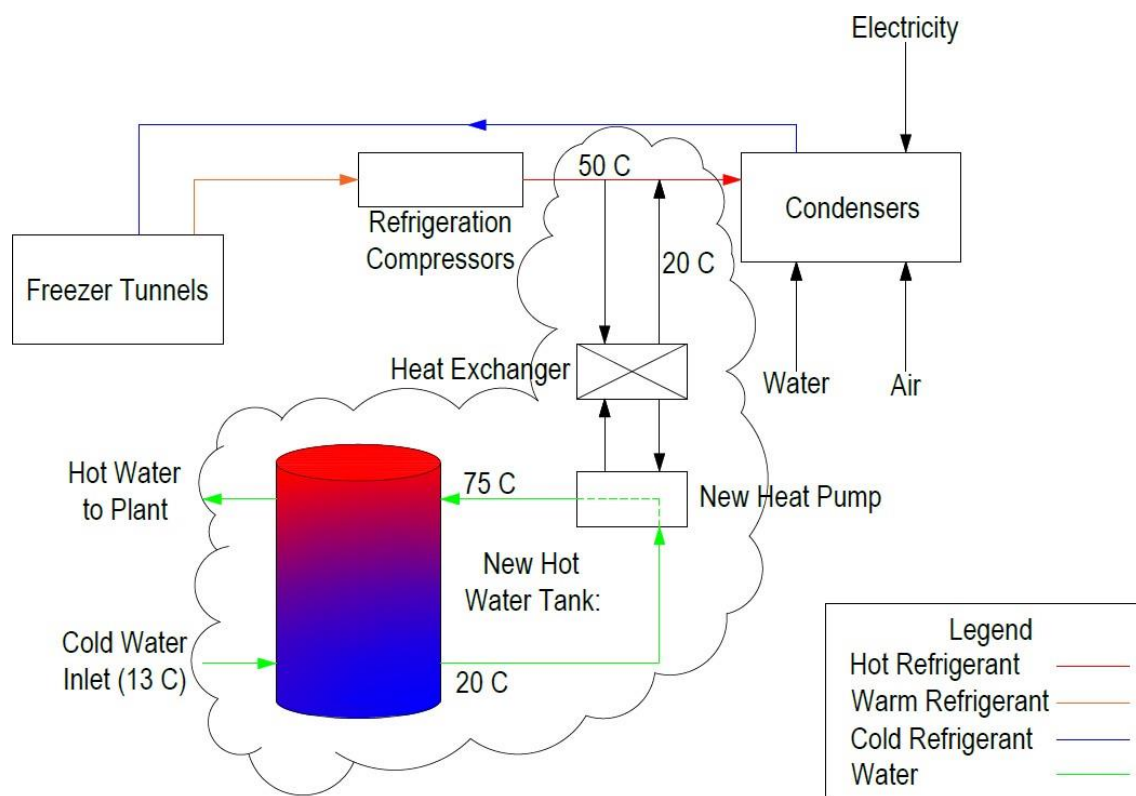 Electricity
50 C
Condensers
Refrigeration
Compressors
20 C
Freezer Tunnels
Heat Exchanger
Water
Air
Hot Water
to Plant
75 C
New Heat Pump
New Hot
Water Tank:
Cold Water
Inlet (13 C)
20 C
Legend
Hot Refrigerant
Warm Refrigerant
Cold Refrigerant
Water